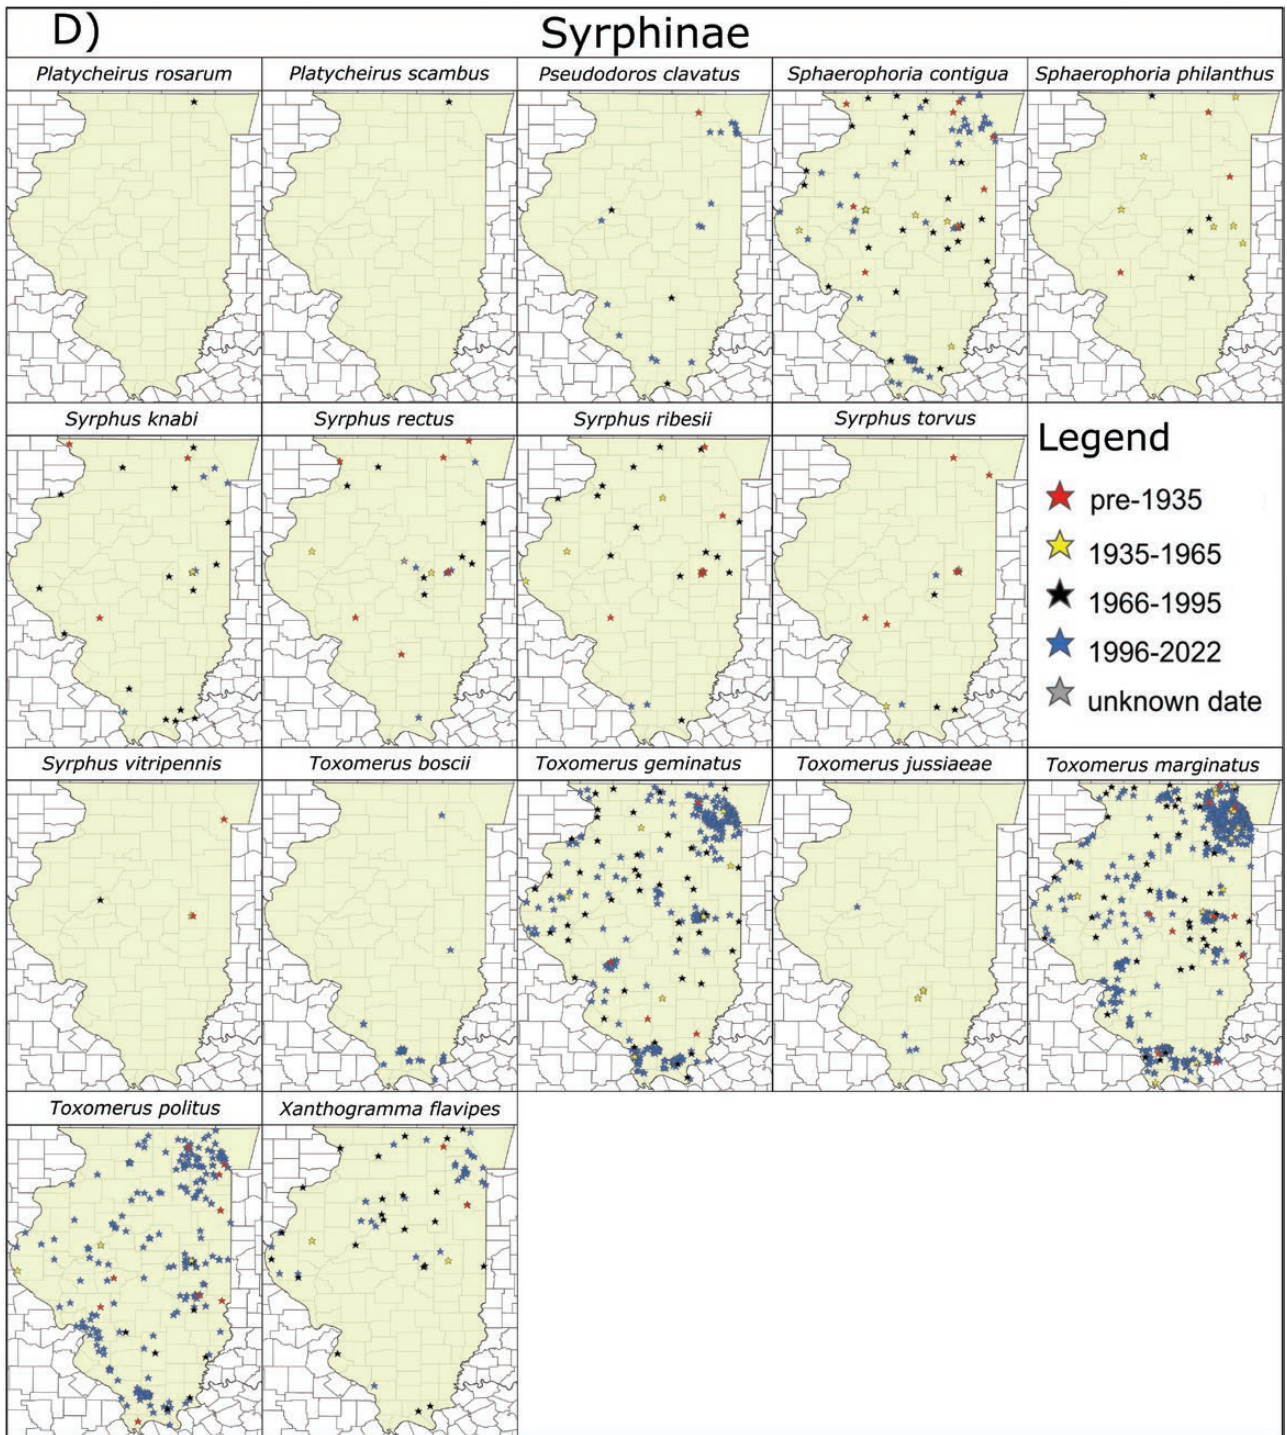 D)
Syrphinae
Platycheirus rosarum
Platycheirus scambus
Pseudodoros clavatus
Sphaerophoria contigua
Sphaerophoria philanthus
Syrphus knabi
Syrphus rectus
Syrphus ribesii
Syrphus torvus
Legend
pre-1935
1935-1965
1966-1995
1996-2022
unknown date
Syrphus vitripennis
Toxomerus boscii
Toxomerus geminatus
Toxomerus jussiaeae
Toxomerus marginatus
Toxomerus politus
Xanthogramma flavipes